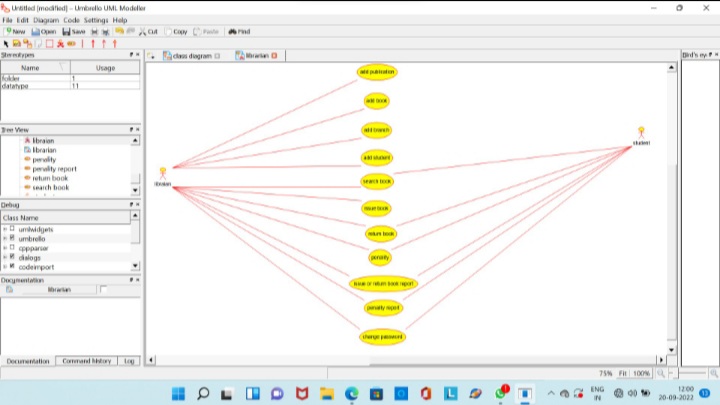 Untitled [modified] - Umbrello UML Modeller
File Edit Diagram Code Settings Help
New Open Save Cut Copy Paste Find
Stereotypes
Name Usage
folder 1
datatype 11
Tree View
libraian
librarian
penality
penality report
return book
search book
Debug
Class Name
umlwidgets
umbrello
cppparser
dialogs
codeimport
Documentation
librarian
Documentation Command history Log
class diagram librarian
Bird's ey
add publication
add book
add branch
add student
search book
issue book
return book
penality
issue or return book report
penality report
change password
libraian
student
75% Fit 100%
ENG
IN
12:00
20-09-2022